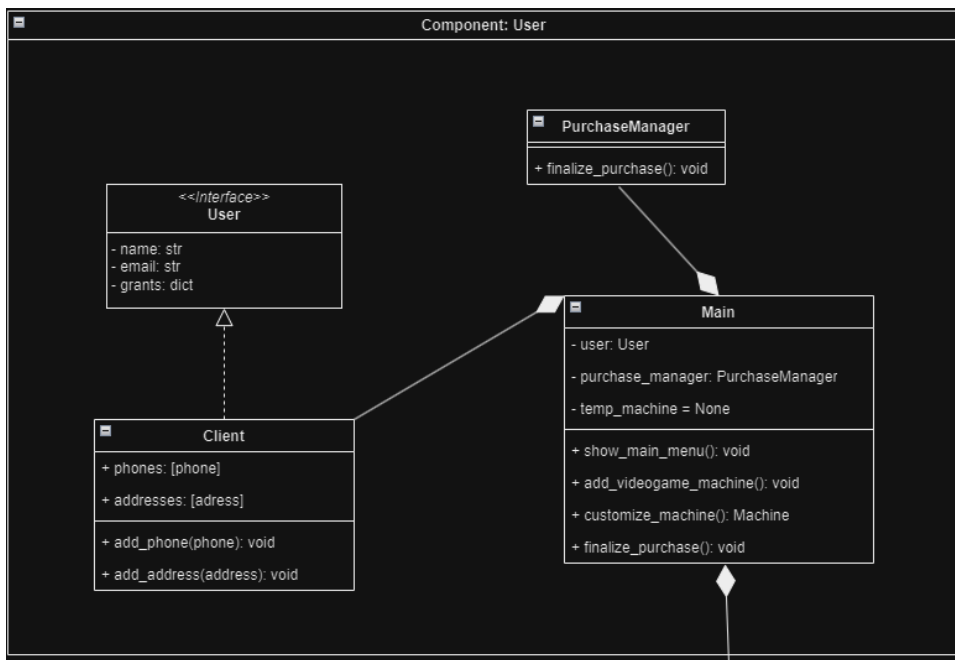 Component: User
PurchaseManager
+ finalize_purchase(): void
<<Interface>>
User
- name: str
- email: str
- grants: dict
Main
- user: User
- purchase_manager: PurchaseManager
- temp_machine = None
+ show_main_menu(): void
+ add_videogame_machine(): void
+ customize_machine(): Machine
+ finalize_purchase(): void
Client
+ phones: [phone]
+ addresses: [adress]
+ add_phone(phone): void
+ add_address(address): void